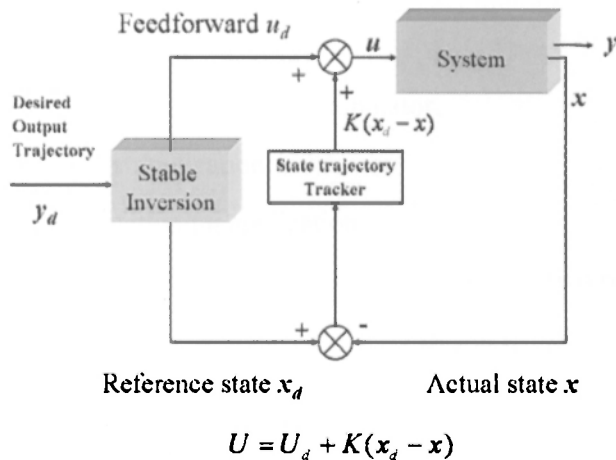 Feedforward u_d
+
+
u
System
y
x
K(x_d - x)
Desired
Output
Trajectory
y_d
Stable
Inversion
State trajectory
Tracker
+
-
Reference state x_d
Actual state x
U = U_d + K(x_d - x)